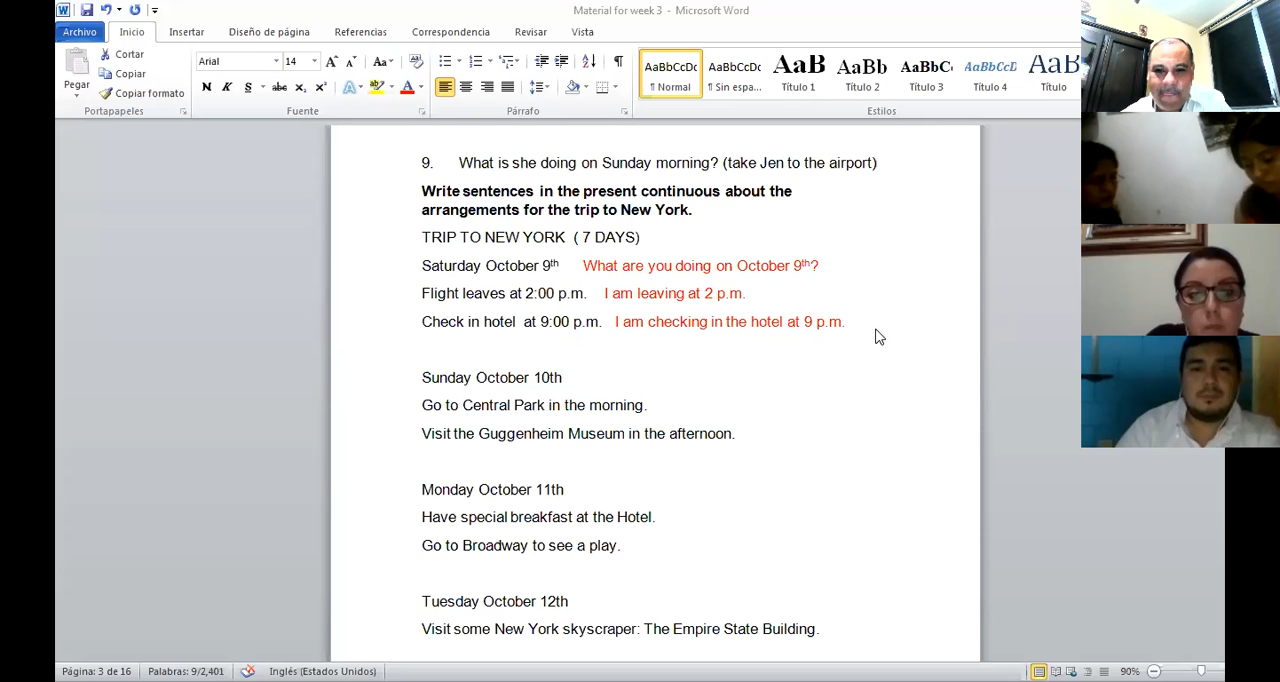 Material for week 3 - Microsoft Word
Archivo Inicio Insertar Diseño de página Referencias Correspondencia Revisar Vista
Cortar
Copiar
Copiar formato
Pegar
Portapapeles
Arial 14
N K S abc x₂ x²
Fuente
Párrafo
AaBbCcDc AaBbCcDc AaB AaBb AaBbC AaBbCcD AaB
¶ Normal ¶ Sin espa... Título 1 Título 2 Título 3 Título 4 Título
Estilos
9. What is she doing on Sunday morning? (take Jen to the airport)
Write sentences in the present continuous about the
arrangements for the trip to New York.
TRIP TO NEW YORK ( 7 DAYS)
Saturday October 9th What are you doing on October 9th?
Flight leaves at 2:00 p.m. I am leaving at 2 p.m.
Check in hotel at 9:00 p.m. I am checking in the hotel at 9 p.m.
Sunday October 10th
Go to Central Park in the morning.
Visit the Guggenheim Museum in the afternoon.
Monday October 11th
Have special breakfast at the Hotel.
Go to Broadway to see a play.
Tuesday October 12th
Visit some New York skyscraper: The Empire State Building.
Página: 3 de 16 Palabras: 9/2,401 Inglés (Estados Unidos) 90%